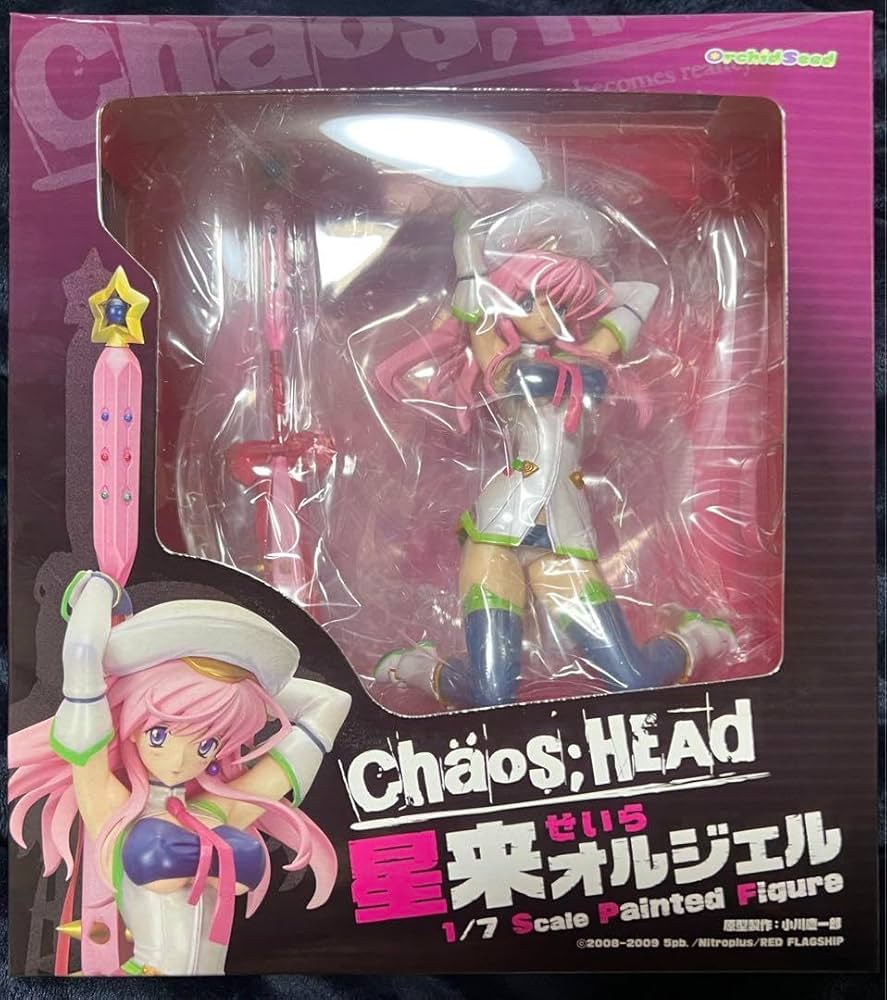 Chäos;H
becomes reality
OrchidSeed
Chäos;HEAd
せいら
星来オルジェル
1/7 Scale Painted Figure
原型製作：小川慶一郎
©2008-2009 5pb./Nitroplus/RED FLAGSHIP